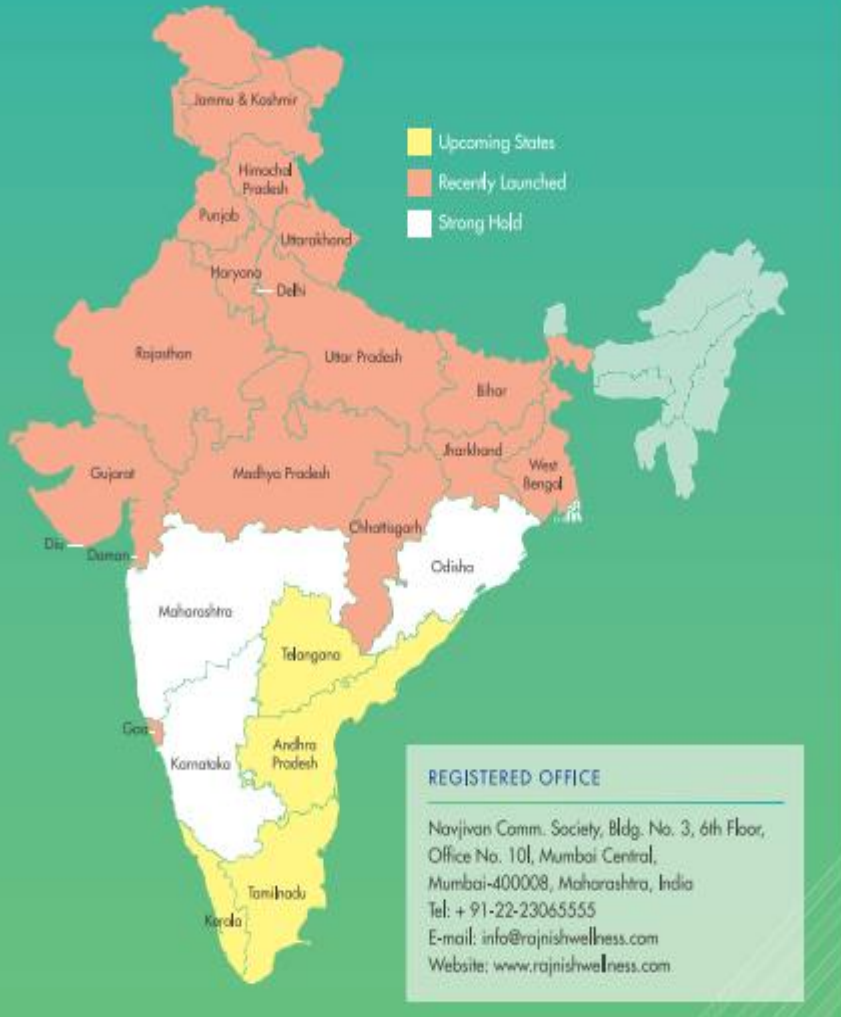 Jammu & Kashmir
Upcoming States
Himachal
Pradesh
Recently Launched
Punjab
Strong Hold
Uttarakhand
Haryana
Delhi
Rajasthan
Uttar Pradesh
Bihar
Jharkhand
Gujarat
Madhya Pradesh
West
Bengal
Chhattisgarh
Diu
Daman
Odisha
Maharashtra
Telangana
Goa
Karnataka
Andhra
Pradesh
Tamilnadu
Kerala
REGISTERED OFFICE
Navjivan Comm. Society, Bldg. No. 3, 6th Floor,
Office No. 10l, Mumbai Central,
Mumbai-400008, Maharashtra, India
Tel: + 91-22-23065555
E-mail: info@rajnishwellness.com
Website: www.rajnishwellness.com